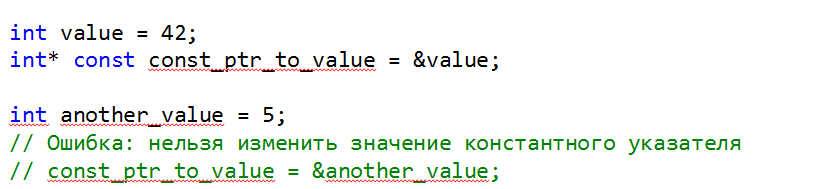 int value = 42;
int* const const_ptr_to_value = &value;
int another_value = 5;
// Ошибка: нельзя изменить значение константного указателя
// const_ptr_to_value = &another_value;